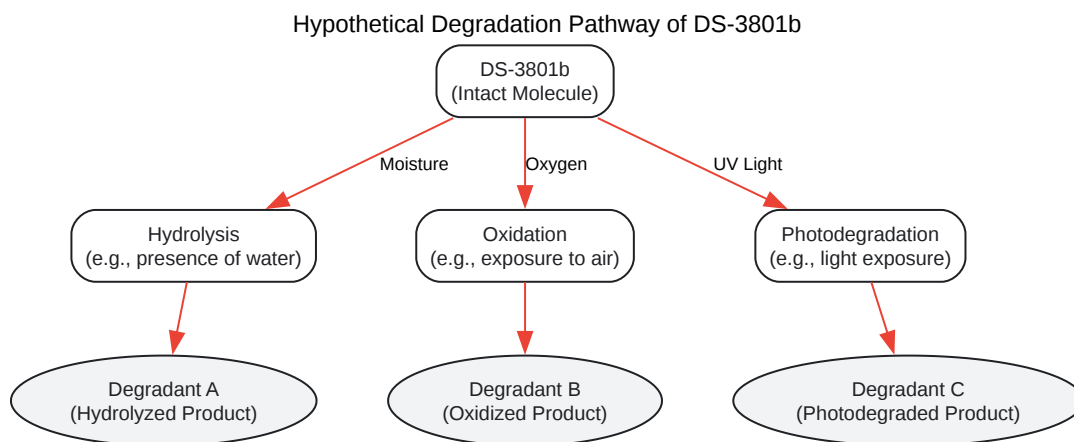 Hypothetical Degradation Pathway of DS-3801b
DS-3801b
(Intact Molecule)
Moisture
Oxygen
UV Light
Hydrolysis
(e.g., presence of water)
Oxidation
(e.g., exposure to air)
Photodegradation
(e.g., light exposure)
Degradant A
(Hydrolyzed Product)
Degradant B
(Oxidized Product)
Degradant C
(Photodegraded Product)